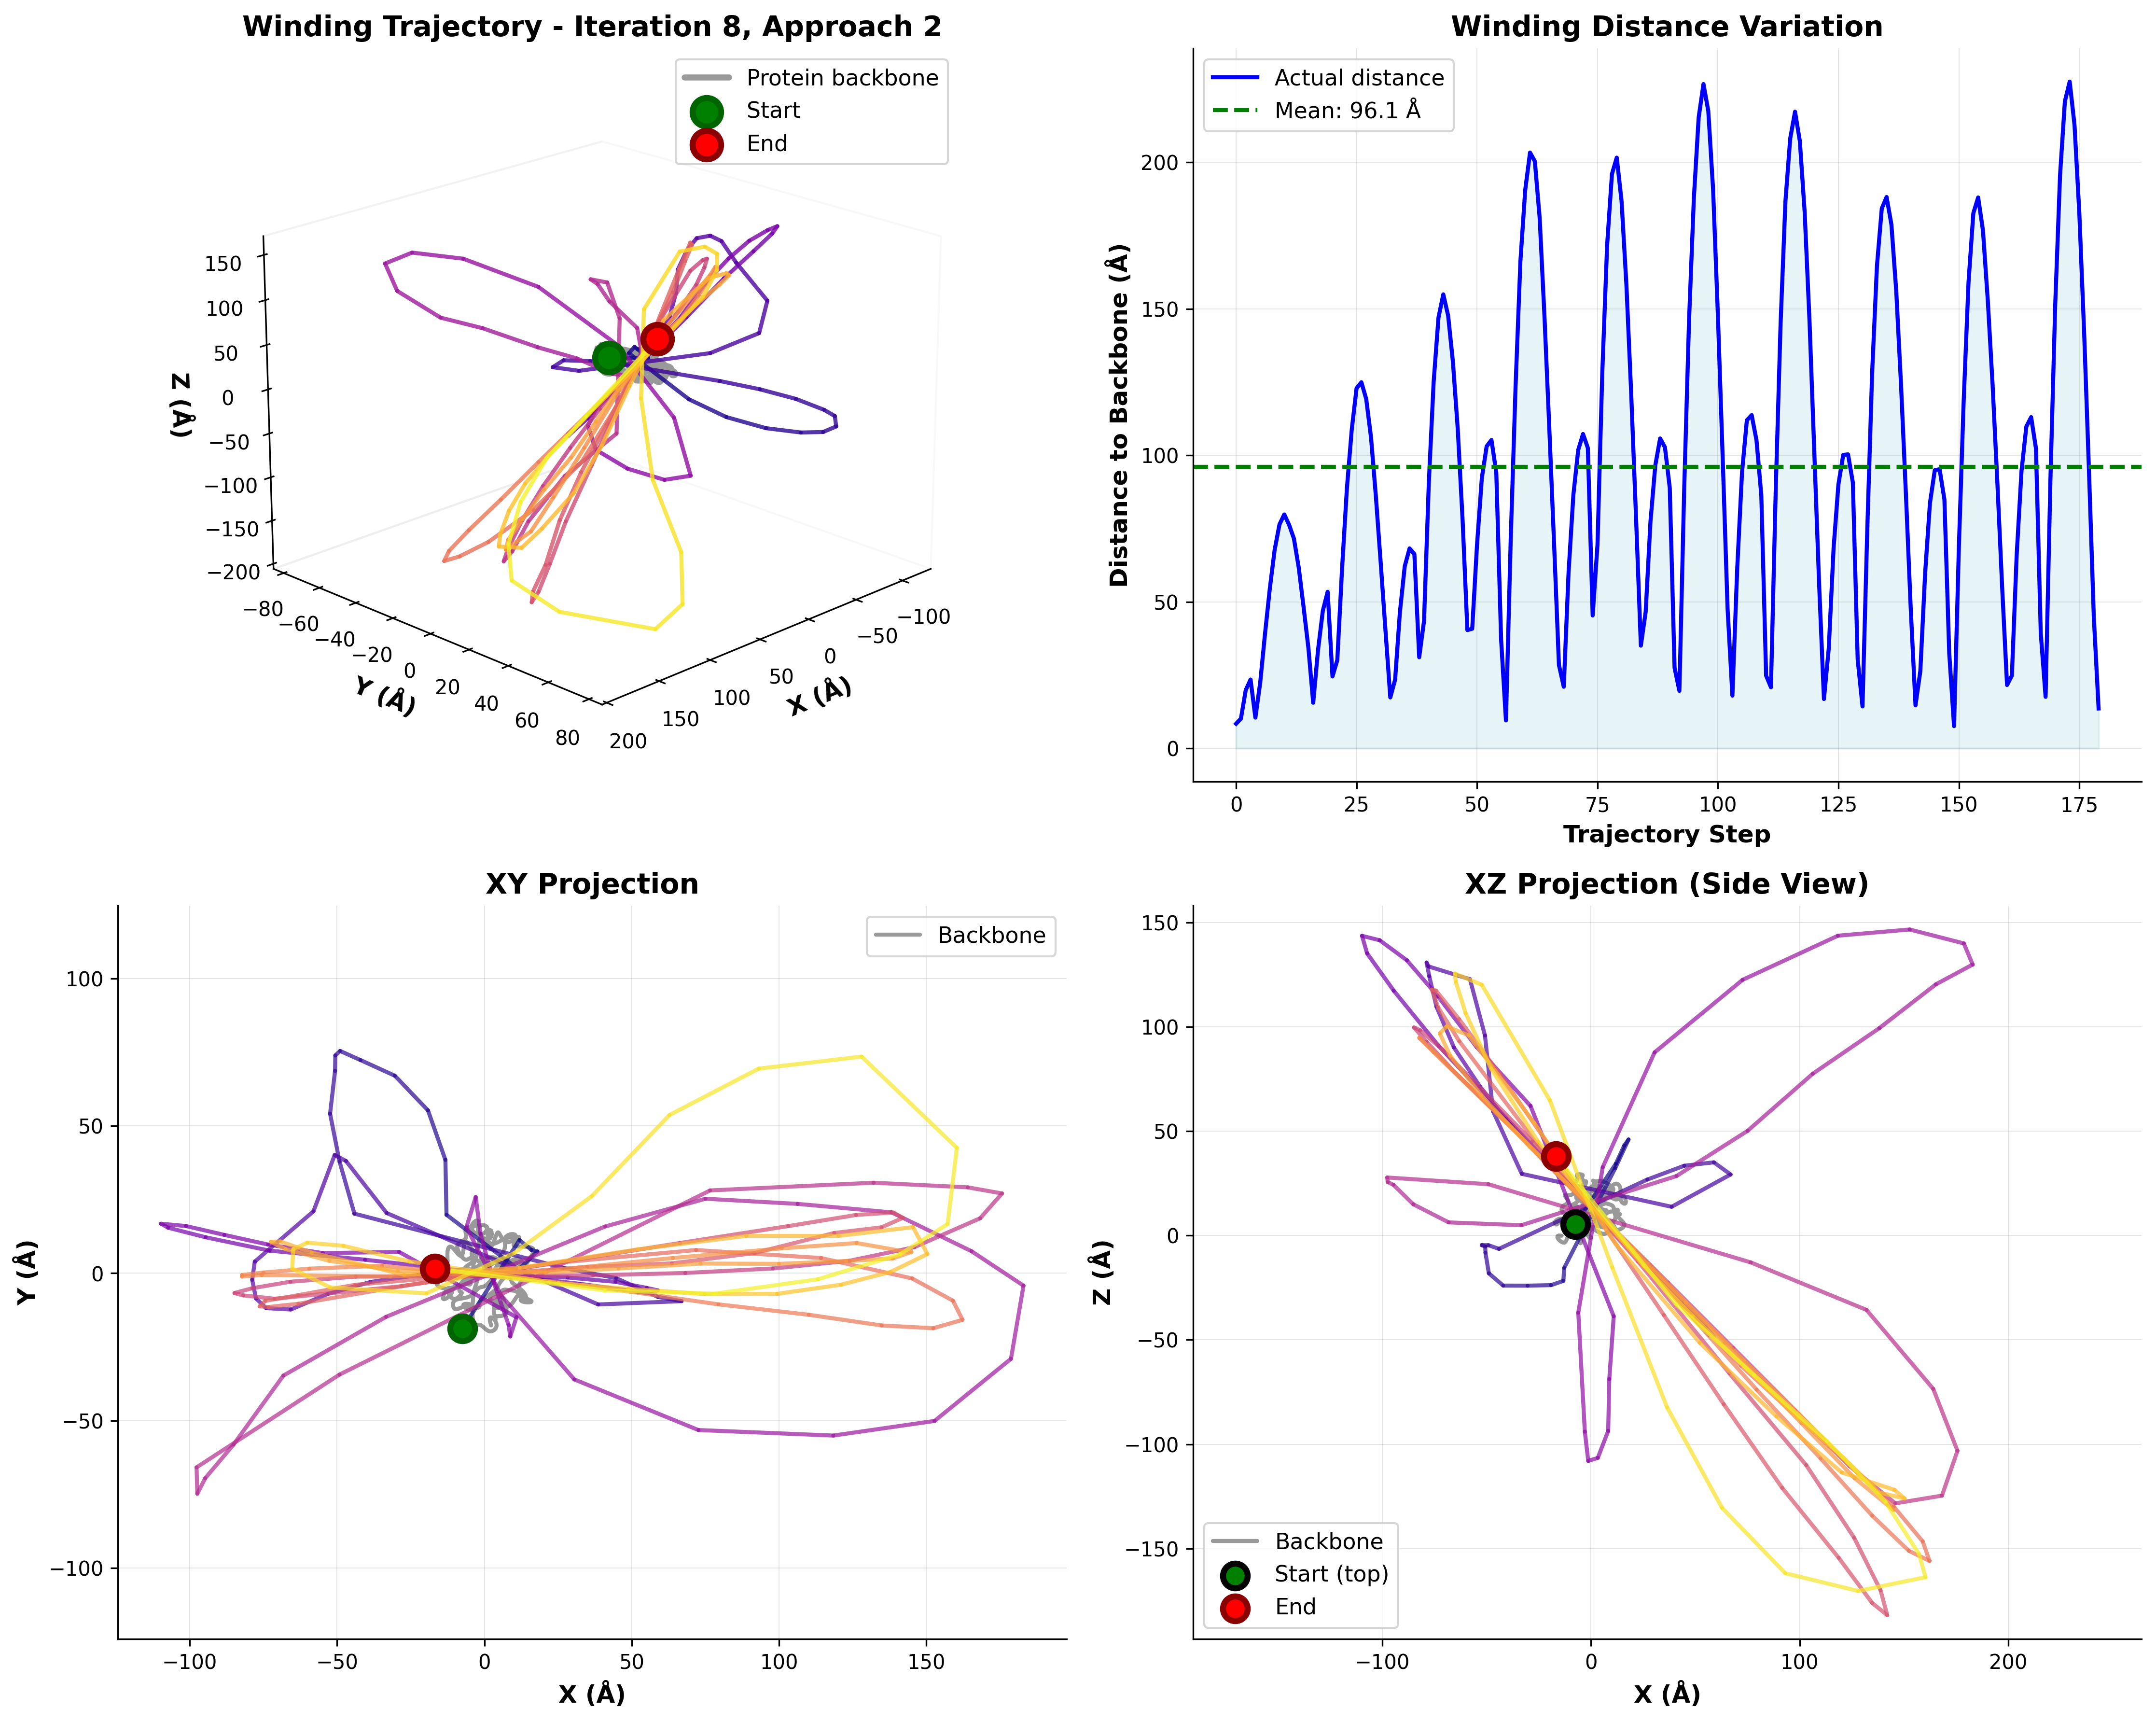 Winding Trajectory - Iteration 8, Approach 2
Protein backbone
Start
End
150
100
50
0
−50
−100
−150
−200
Z (Å)
−80
−60
−40
−20
0
20
40
60
80
Y (Å)
200
150
100
50
0
−50
−100
X (Å)
Winding Distance Variation
Actual distance
Mean: 96.1 Å
200
150
100
50
0
Distance to Backbone (Å)
0 25 50 75 100 125 150 175
Trajectory Step
XY Projection
Backbone
100
50
0
−50
−100
Y (Å)
−100 −50 0 50 100 150
X (Å)
XZ Projection (Side View)
150
100
50
0
−50
−100
−150
Z (Å)
Backbone
Start (top)
End
−100 0 100 200
X (Å)